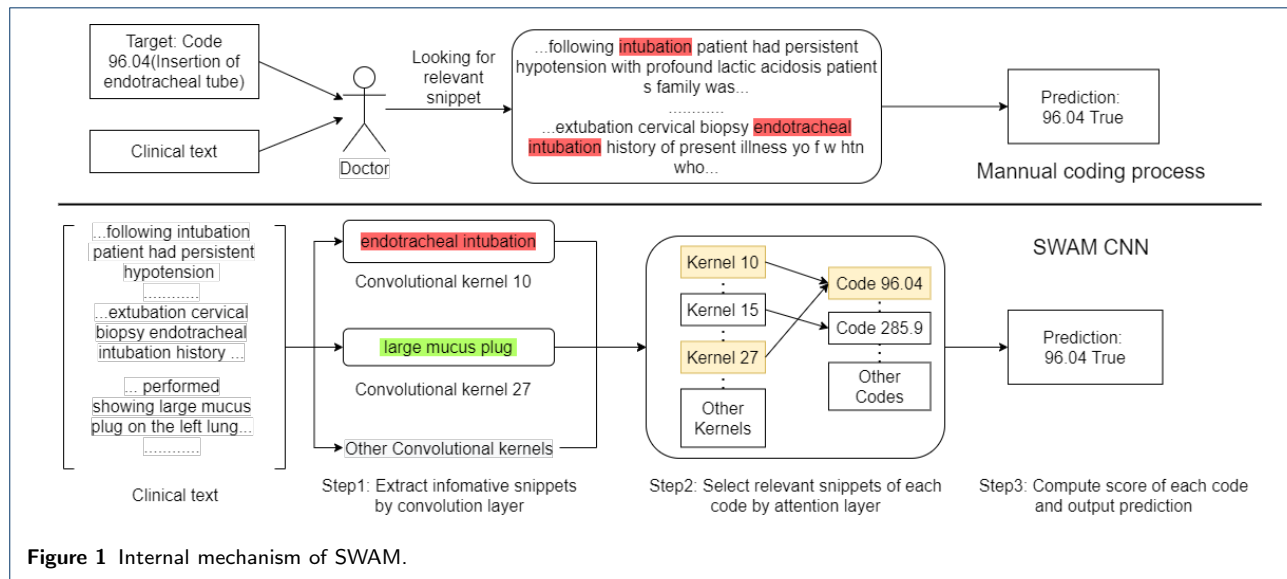 Target: Code
96.04(Insertion of
endotracheal tube)
Clinical text
Doctor
Looking for
relevant
snippet
...following intubation patient had persistent
hypotension with profound lactic acidosis patient
s family was...
............
...extubation cervical biopsy endotracheal
intubation history of present illness yo f w htn
who...
Prediction:
96.04 True
Mannual coding process
...following intubation
patient had persistent
hypotension
............
...extubation cervical
biopsy endotracheal
intubation history ...
... performed
showing large mucus
plug on the left lung...
............
Clinical text
endotracheal intubation
Convolutional kernel 10
large mucus plug
Convolutional kernel 27
Other Convolutional kernels
Step1: Extract infomative snippets
by convolution layer
Kernel 10
Kernel 15
Kernel 27
Other
Kernels
Code 96.04
Code 285.9
Other
Codes
Step2: Select relevant snippets of each
code by attention layer
SWAM CNN
Prediction:
96.04 True
Step3: Compute score of each code
and output prediction
Figure 1 Internal mechanism of SWAM.